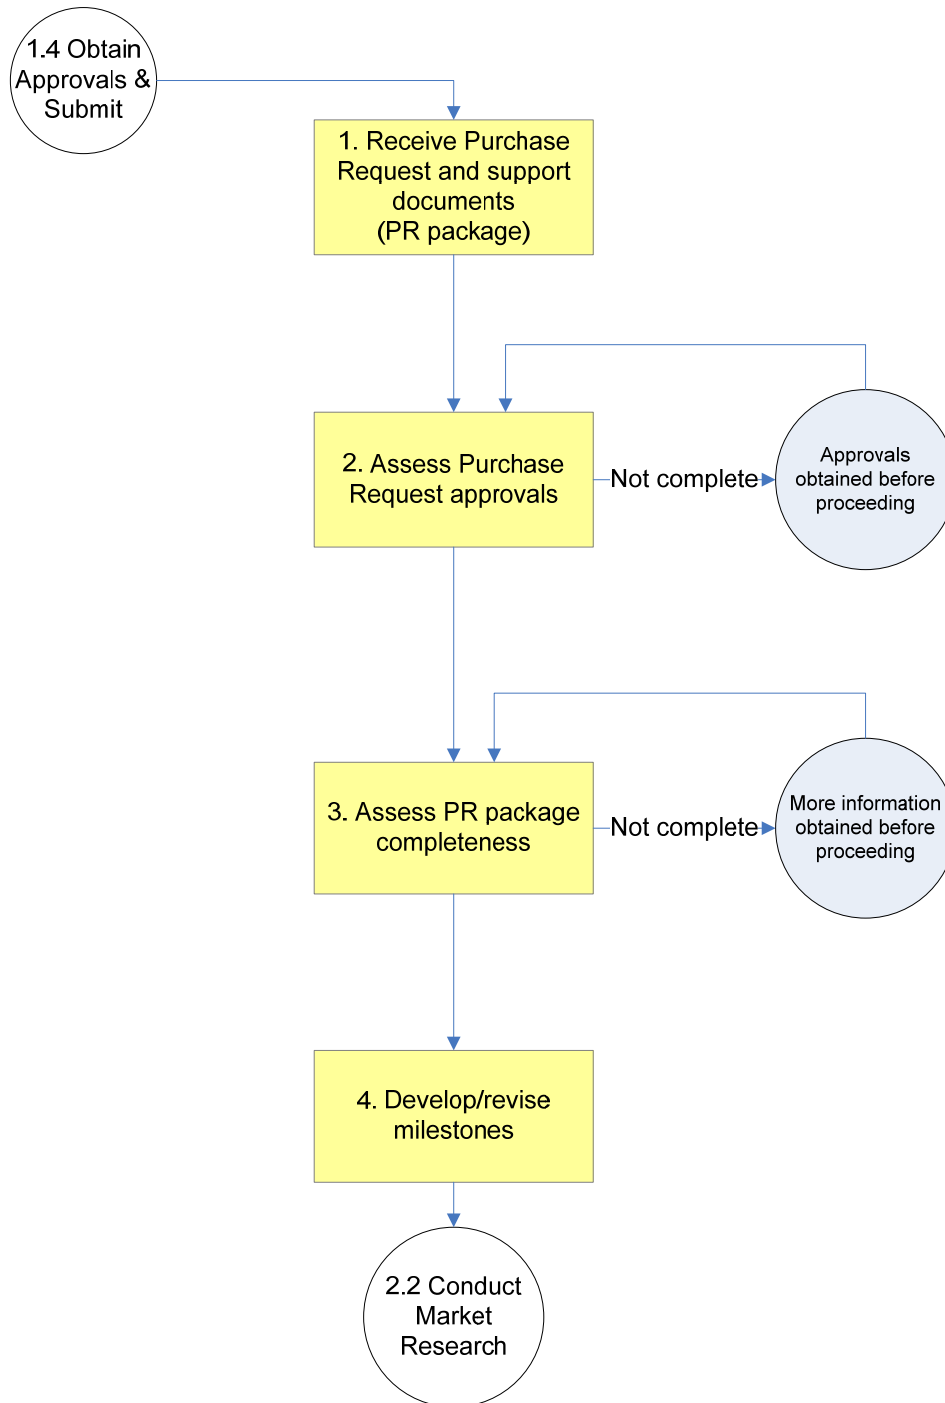 1.4 Obtain
Approvals &
Submit
1. Receive Purchase
Request and support
documents
(PR package)
2. Assess Purchase
Request approvals
Not complete
Approvals
obtained before
proceeding
3. Assess PR package
completeness
Not complete
More information
obtained before
proceeding
4. Develop/revise
milestones
2.2 Conduct
Market
Research